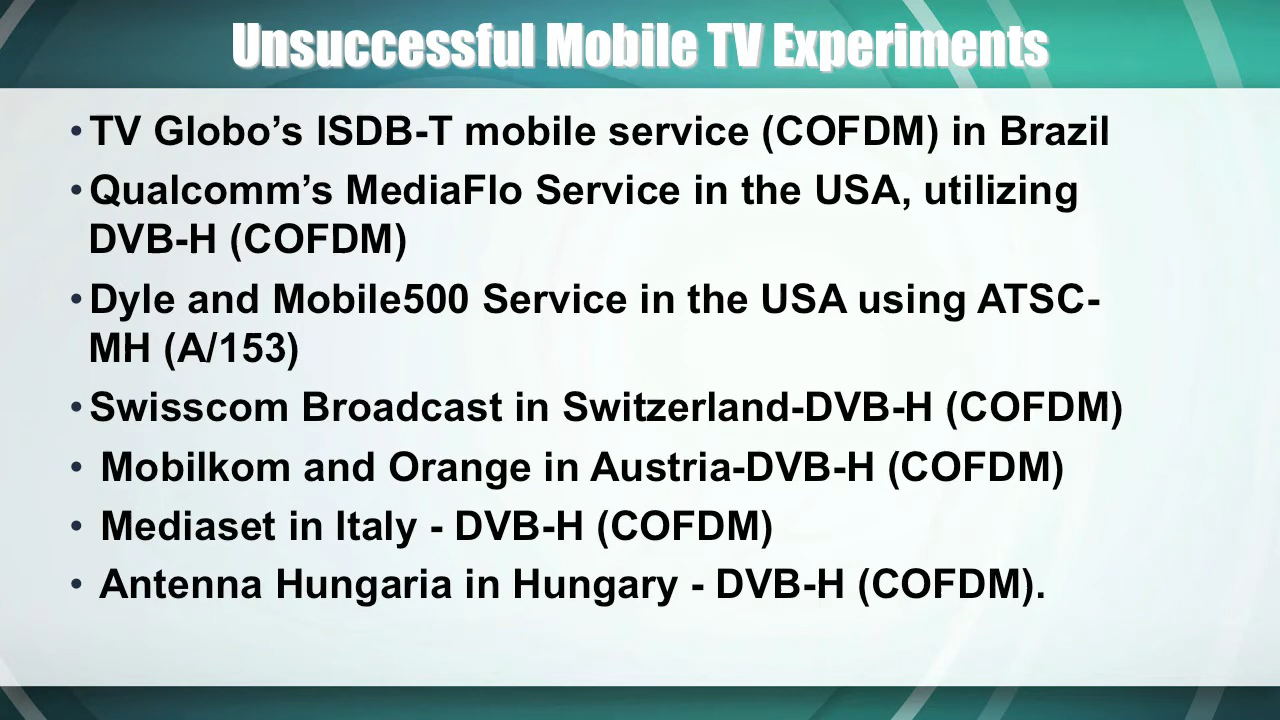 Unsuccessful Mobile TV Experiments
•TV Globo’s ISDB-T mobile service (COFDM) in Brazil
•Qualcomm’s MediaFlo Service in the USA, utilizing
DVB-H (COFDM)
•Dyle and Mobile500 Service in the USA using ATSC-
MH (A/153)
•Swisscom Broadcast in Switzerland-DVB-H (COFDM)
• Mobilkom and Orange in Austria-DVB-H (COFDM)
• Mediaset in Italy - DVB-H (COFDM)
• Antenna Hungaria in Hungary - DVB-H (COFDM).